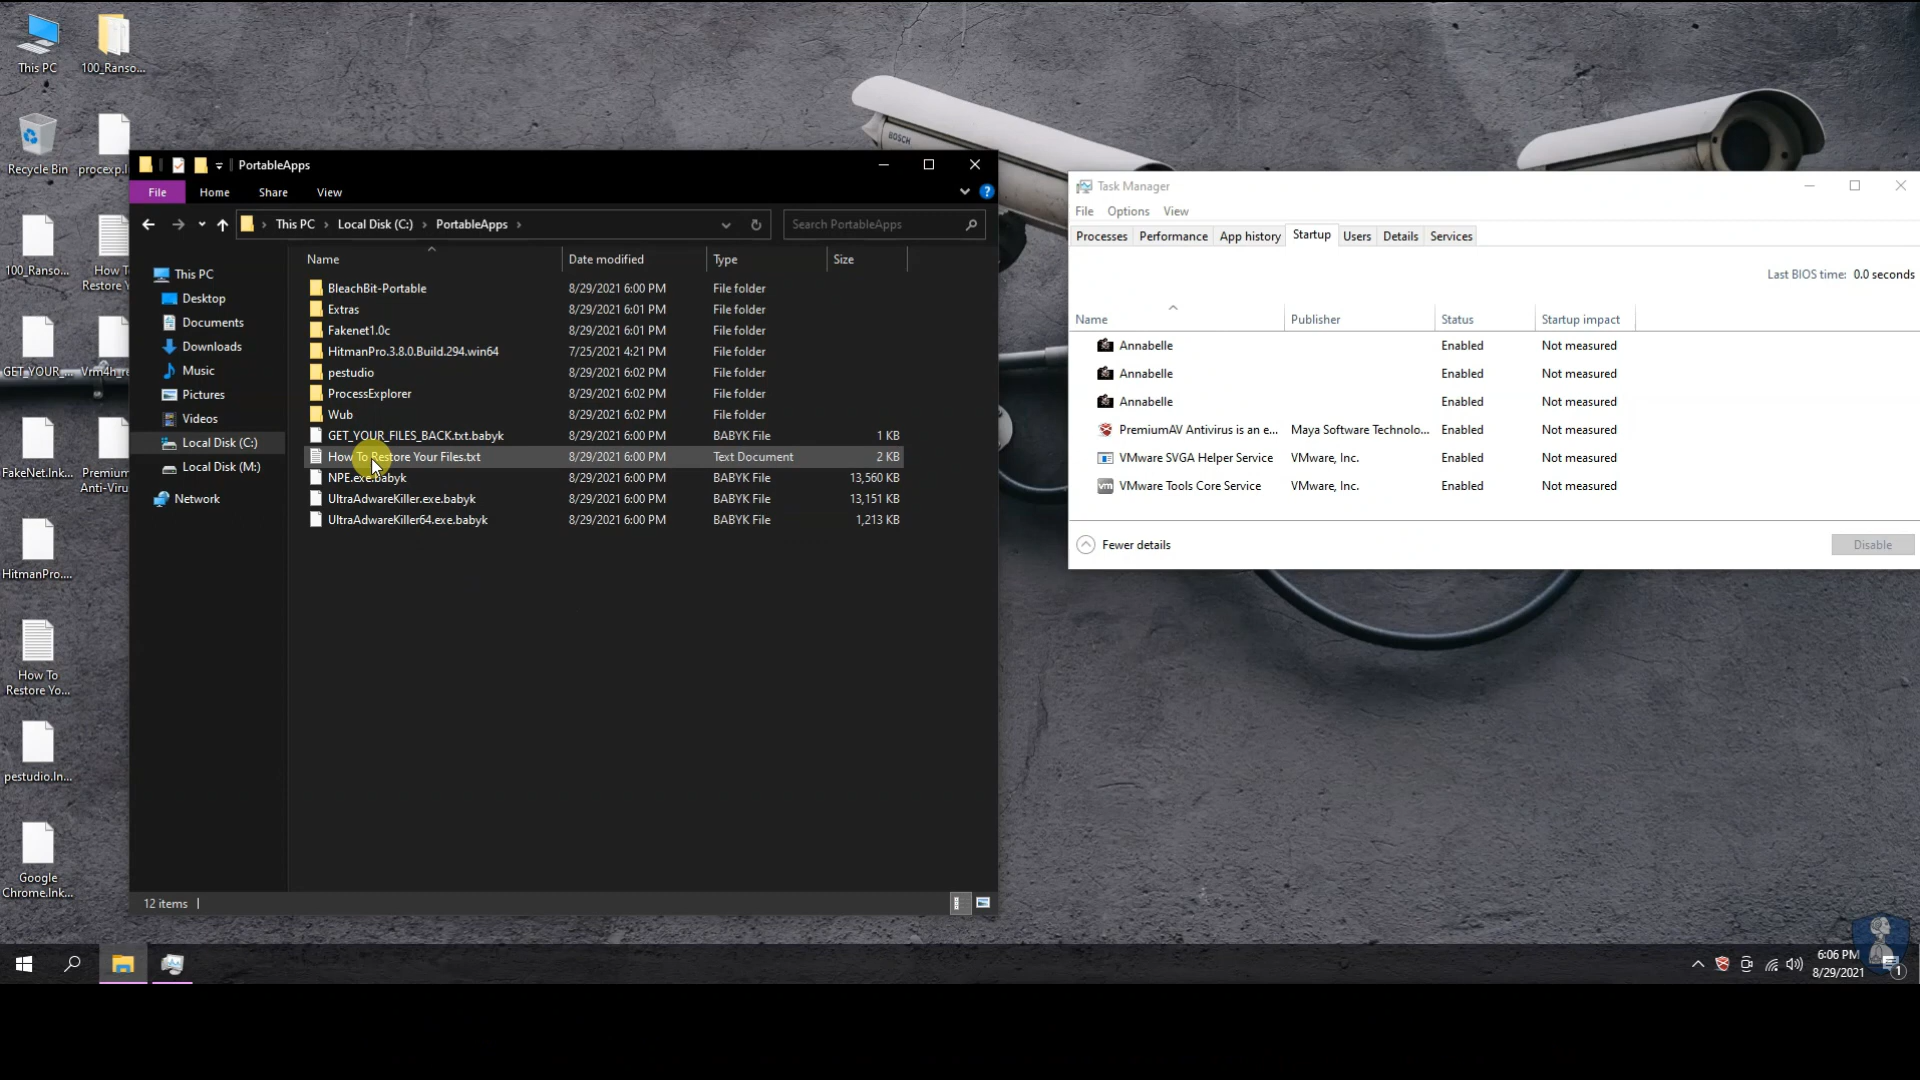 This PC
100_Ranso...
Recycle Bin
procexp.l
100_Ranso...
How T
Restore Yo
GET_YOUR_...
Vrm4h_re
FakeNet.lnk
Premium
Anti-Viru
HitmanPro....
How To
Restore Yo...
pestudio.ln...
Google
Chrome.lnk...
BOSCH
PortableApps
File
Home
Share
View
This PC
Local Disk (C:)
PortableApps
Search PortableApps
This PC
Desktop
Documents
Downloads
Music
Pictures
Videos
Local Disk (C:)
Local Disk (M:)
Network
Name Date modified Type Size
BleachBit-Portable 8/29/2021 6:00 PM File folder
Extras 8/29/2021 6:01 PM File folder
Fakenet1.0c 8/29/2021 6:01 PM File folder
HitmanPro.3.8.0.Build.294.win64 7/25/2021 4:21 PM File folder
pestudio 8/29/2021 6:02 PM File folder
ProcessExplorer 8/29/2021 6:02 PM File folder
Wub 8/29/2021 6:02 PM File folder
GET_YOUR_FILES_BACK.txt.babyk 8/29/2021 6:00 PM BABYK File 1 KB
How To Restore Your Files.txt 8/29/2021 6:00 PM Text Document 2 KB
NPE.exe.babyk 8/29/2021 6:00 PM BABYK File 13,560 KB
UltraAdwareKiller.exe.babyk 8/29/2021 6:00 PM BABYK File 13,151 KB
UltraAdwareKiller64.exe.babyk 8/29/2021 6:00 PM BABYK File 1,213 KB
12 items
Task Manager
File Options View
Processes Performance App history Startup Users Details Services
Last BIOS time: 0.0 seconds
Name Publisher Status Startup impact
Annabelle Enabled Not measured
Annabelle Enabled Not measured
Annabelle Enabled Not measured
PremiumAV Antivirus is an e... Maya Software Technolo... Enabled Not measured
VMware SVGA Helper Service VMware, Inc. Enabled Not measured
VMware Tools Core Service VMware, Inc. Enabled Not measured
Fewer details
Disable
6:06 PM
8/29/2021
1